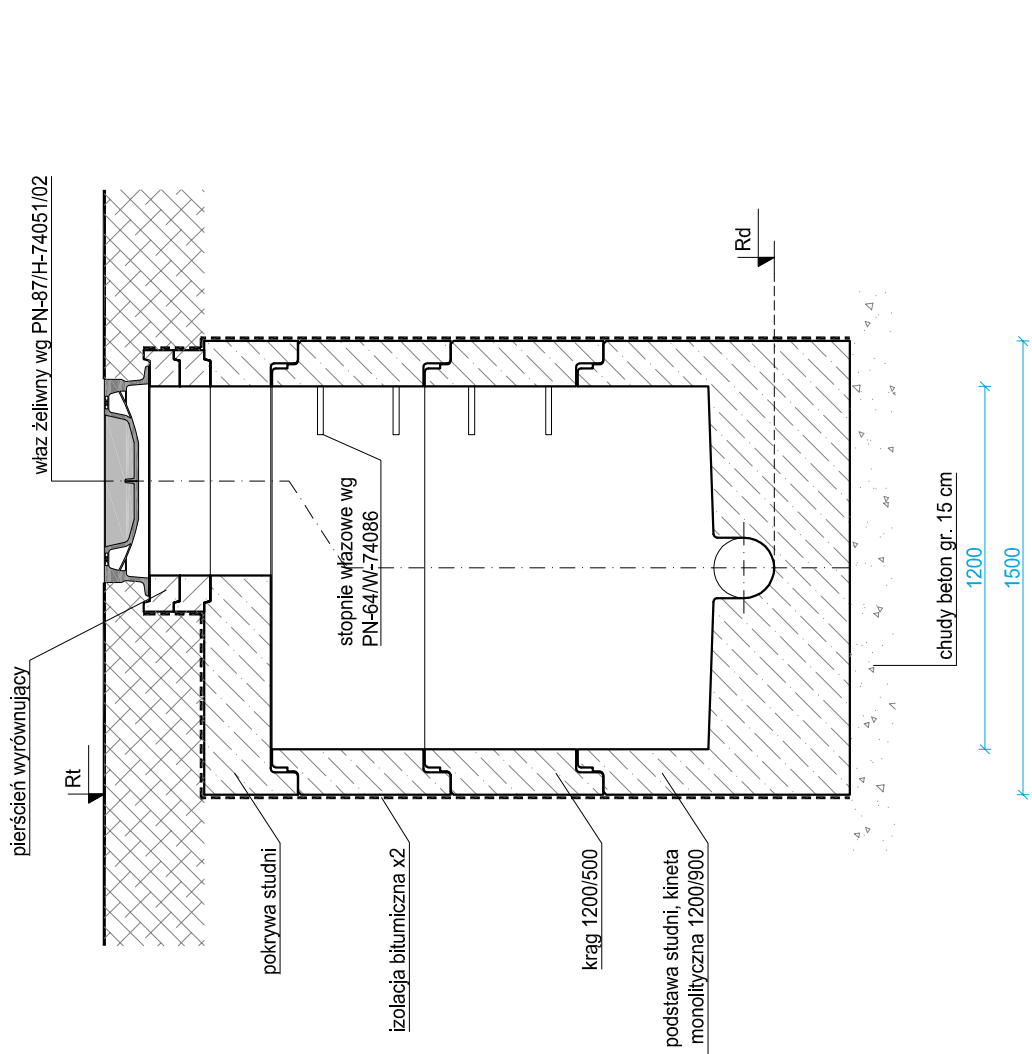 właz żeliwny wg PN-87/H-74051/02
pierścień wyrównujący
Rt
Rd
stopnie włazowe wg
PN-64/W-74086
pokrywa studni
izolacja bitumiczna x2
krąg 1200/500
podstawa studni, kineta
monolityczna 1200/900
chudy beton gr. 15 cm
1200
1500